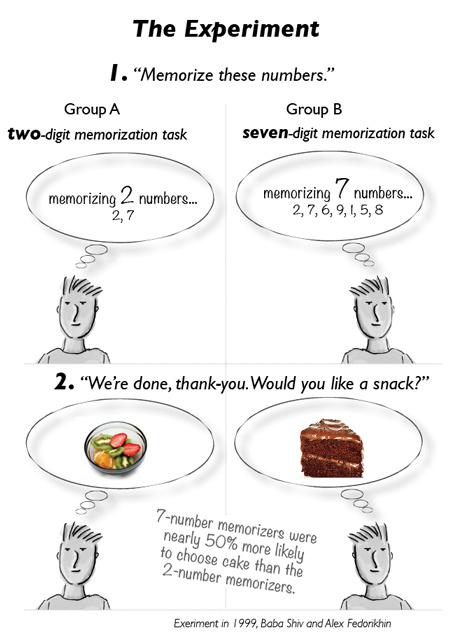 The Experiment
1. “Memorize these numbers.”
Group A
two-digit memorization task
memorizing 2 numbers...
2, 7
Group B
seven-digit memorization task
memorizing 7 numbers...
2, 7, 6, 9, 1, 5, 8
2. “We're done, thank-you. Would you like a snack?”
7-number memorizers were
nearly 50% more likely
to choose cake than the
2-number memorizers.
Exeriment in 1999, Baba Shiv and Alex Fedorikhin